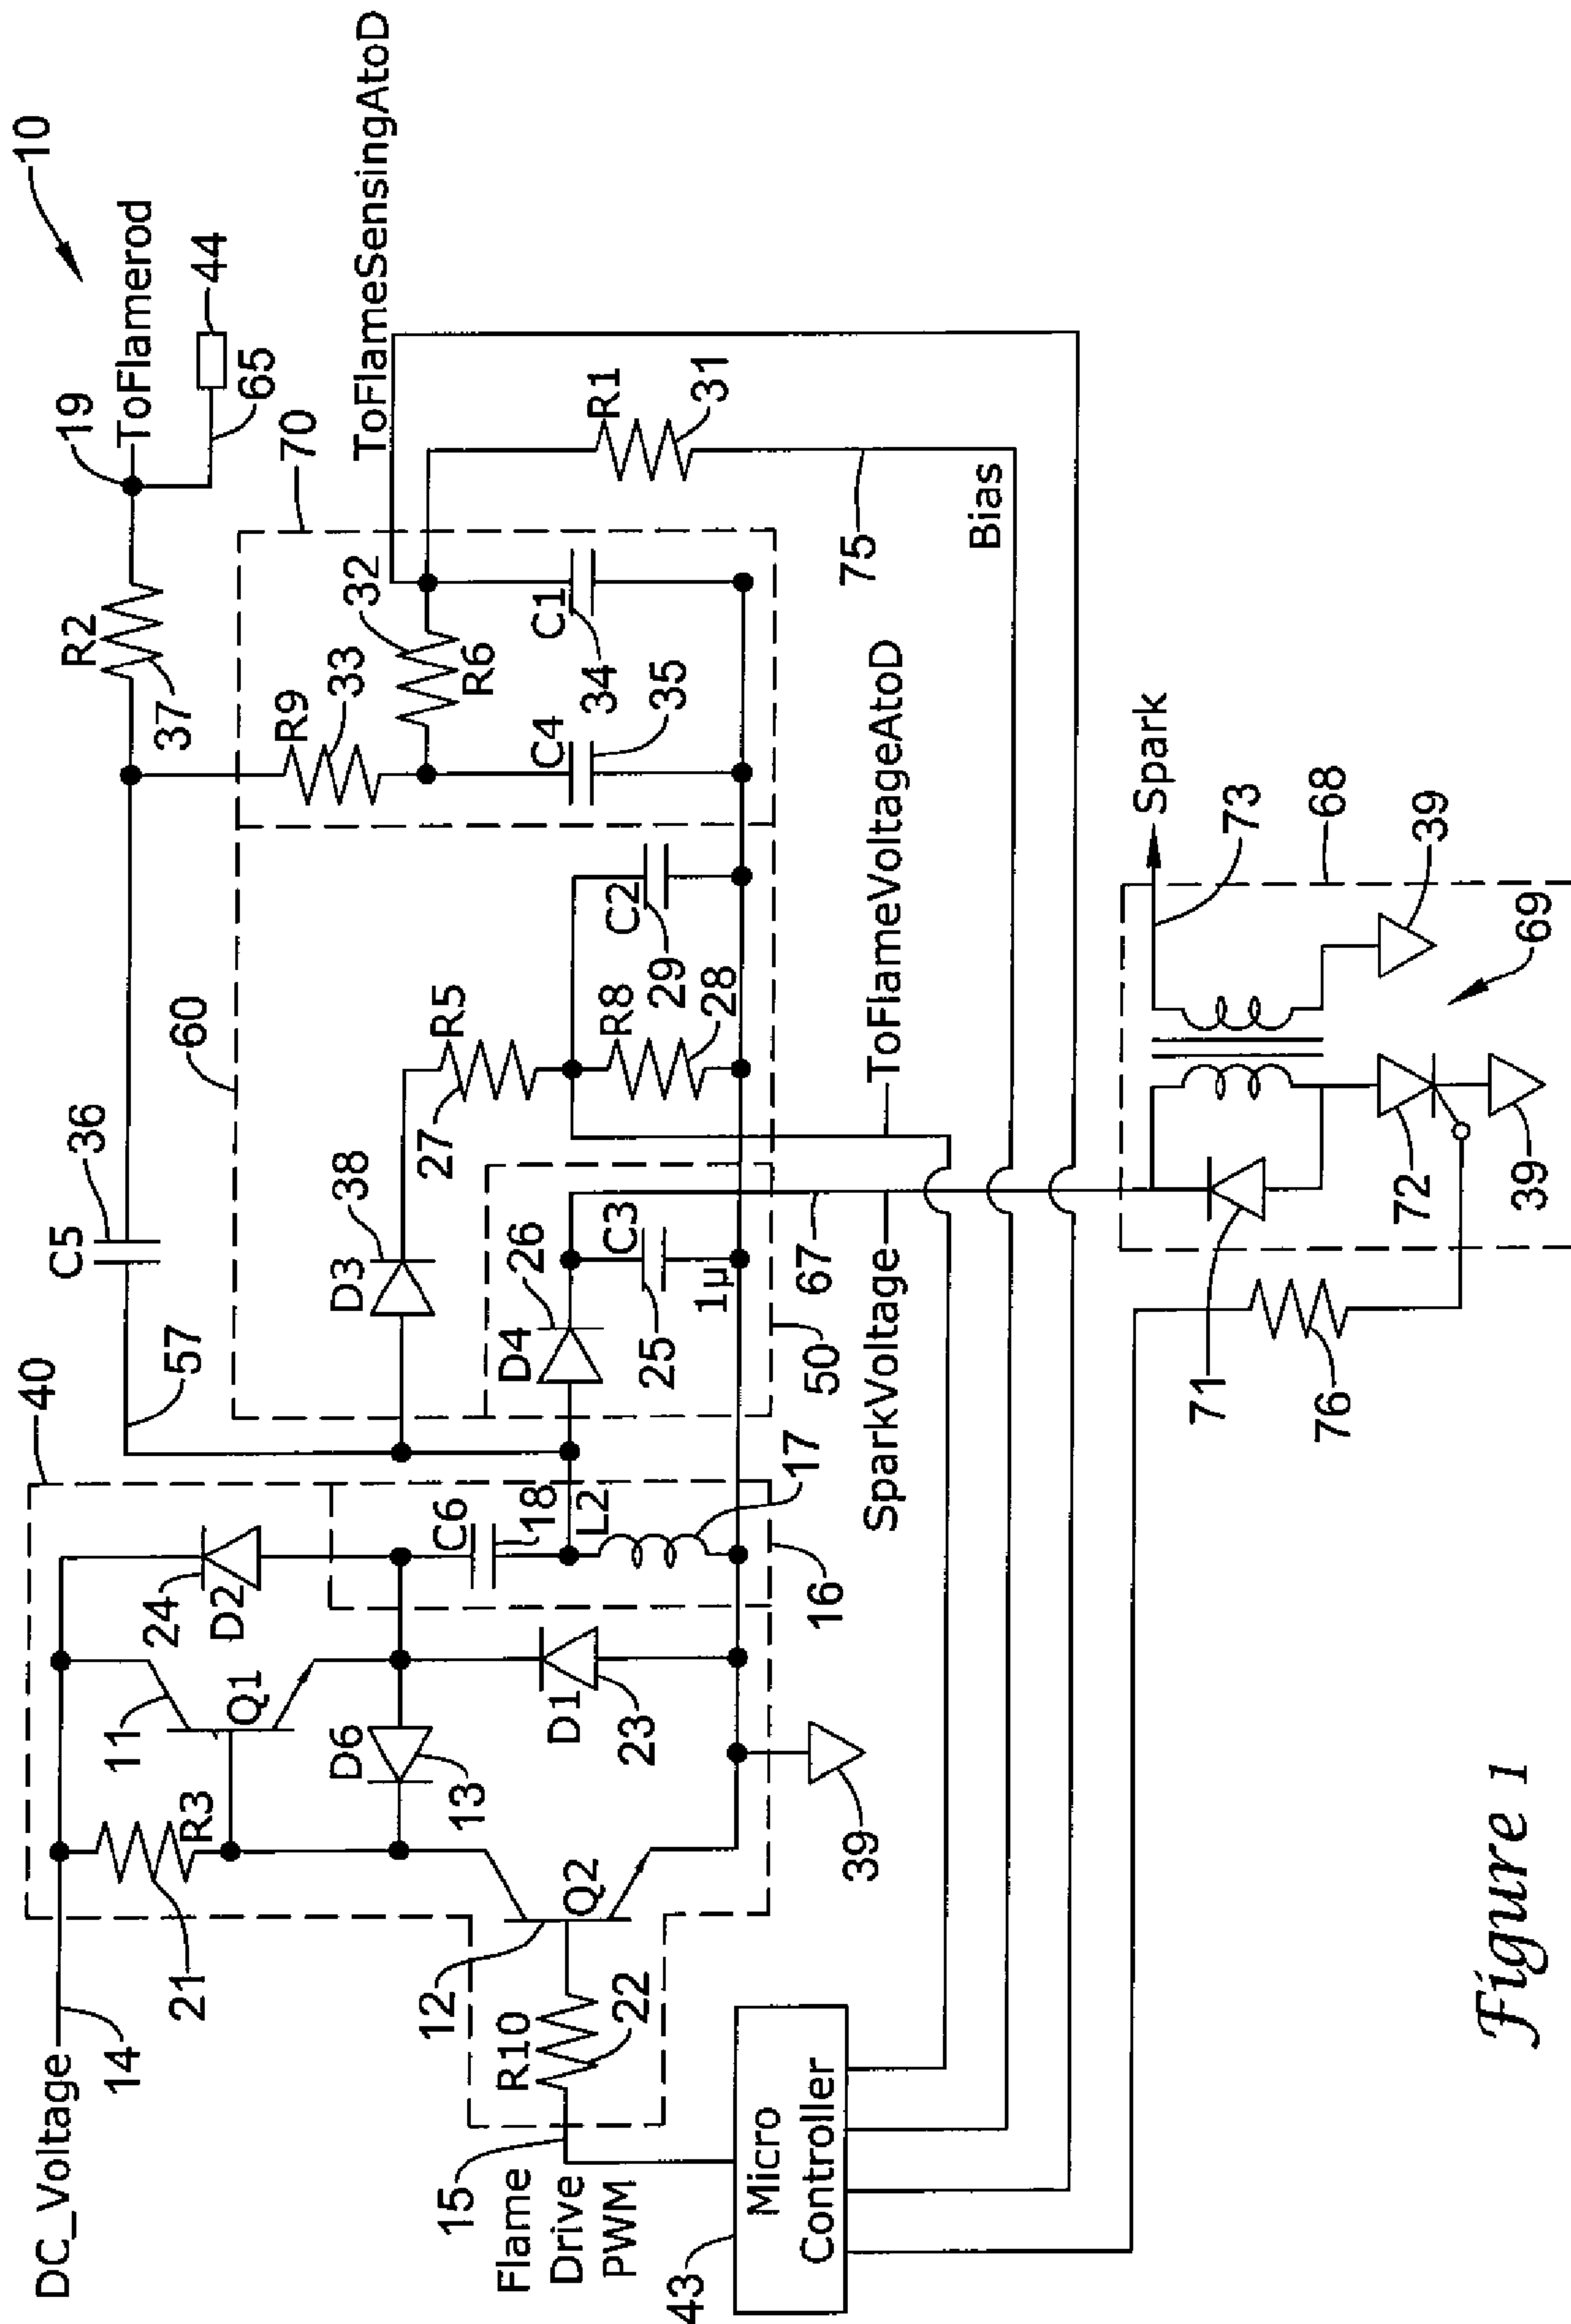 10
DC_Voltage
14
21
R3
11
Q1
24
D2
40
57
C5
36
37
R2
19
ToFlamerod
44
65
D6
13
C6
18
D3
38
60
R9
33
70
ToFlameSensingAtoD
12
Q2
R10
22
15
Flame
Drive
PWM
D1
23
L2
17
16
D4
26
C3
25
1µ
50
27
R5
R8
28
C2
29
C4
35
R6
32
C1
34
R1
31
75
Bias
39
67
SparkVoltage
ToFlameVoltageAtoD
43
Micro
Controller
71
76
72
39
69
39
68
73
Spark
Figure 1